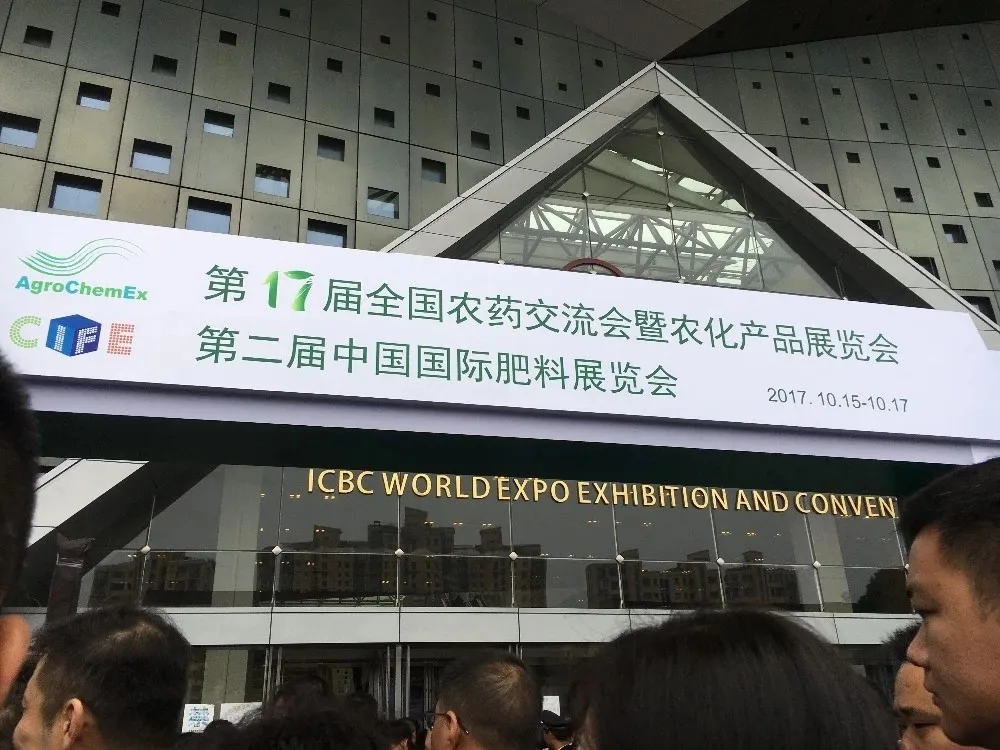 AgroChemEx
CIFE
第17届全国农药交流会暨农化产品展览会
第二届中国国际肥料展览会
2017.10.15-10.17
ICBC WORLD EXPO EXHIBITION AND CONVEN